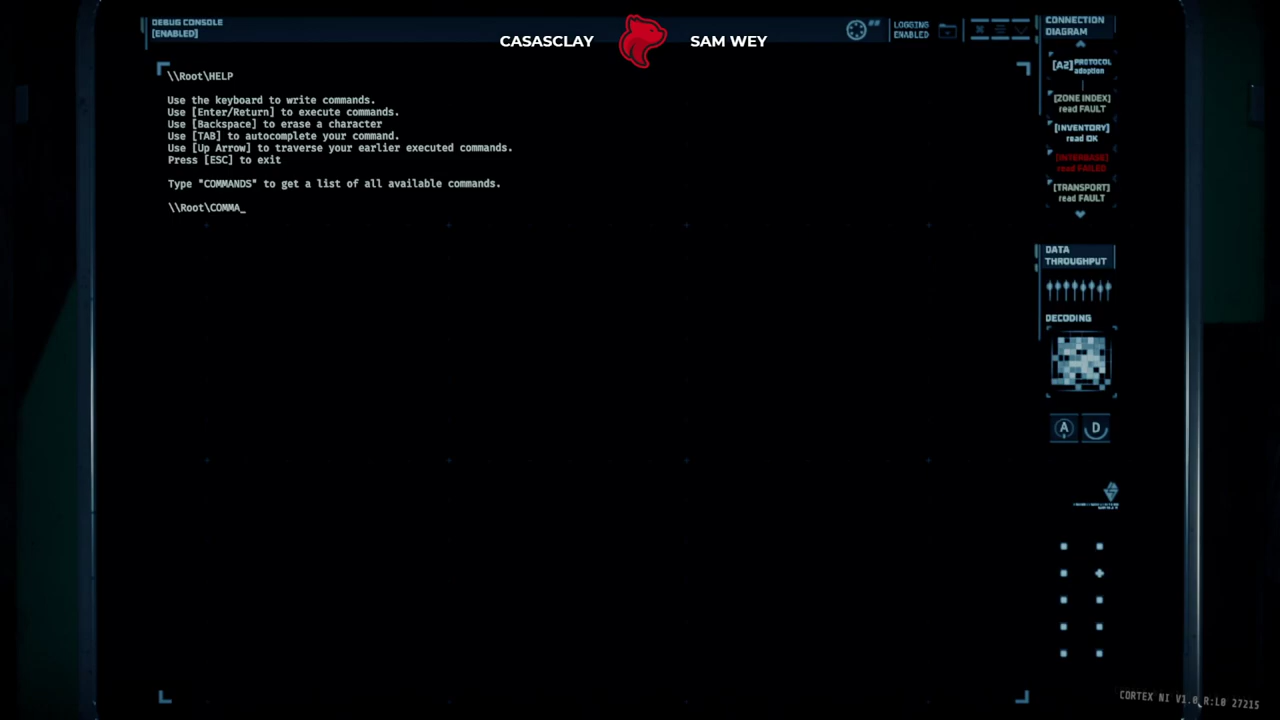 DEBUG CONSOLE
[ENABLED]
CASASCLAY
SAM WEY
LOGGING
ENABLED
CONNECTION
DIAGRAM
[A2] PROTOCOL
adoption
[ZONE INDEX]
read FAULT
[INVENTORY]
read OK
[INTERBASE]
read FAILED
[TRANSPORT]
read FAULT
\\Root\HELP
Use the keyboard to write commands.
Use [Enter/Return] to execute commands.
Use [Backspace] to erase a character
Use [TAB] to autocomplete your command.
Use [Up Arrow] to traverse your earlier executed commands.
Press [ESC] to exit
Type "COMMANDS" to get a list of all available commands.
\\Root\COMMA_
DATA
THROUGHPUT
DECODING
A D
CORTEX NI V1.0 R:L0 27215